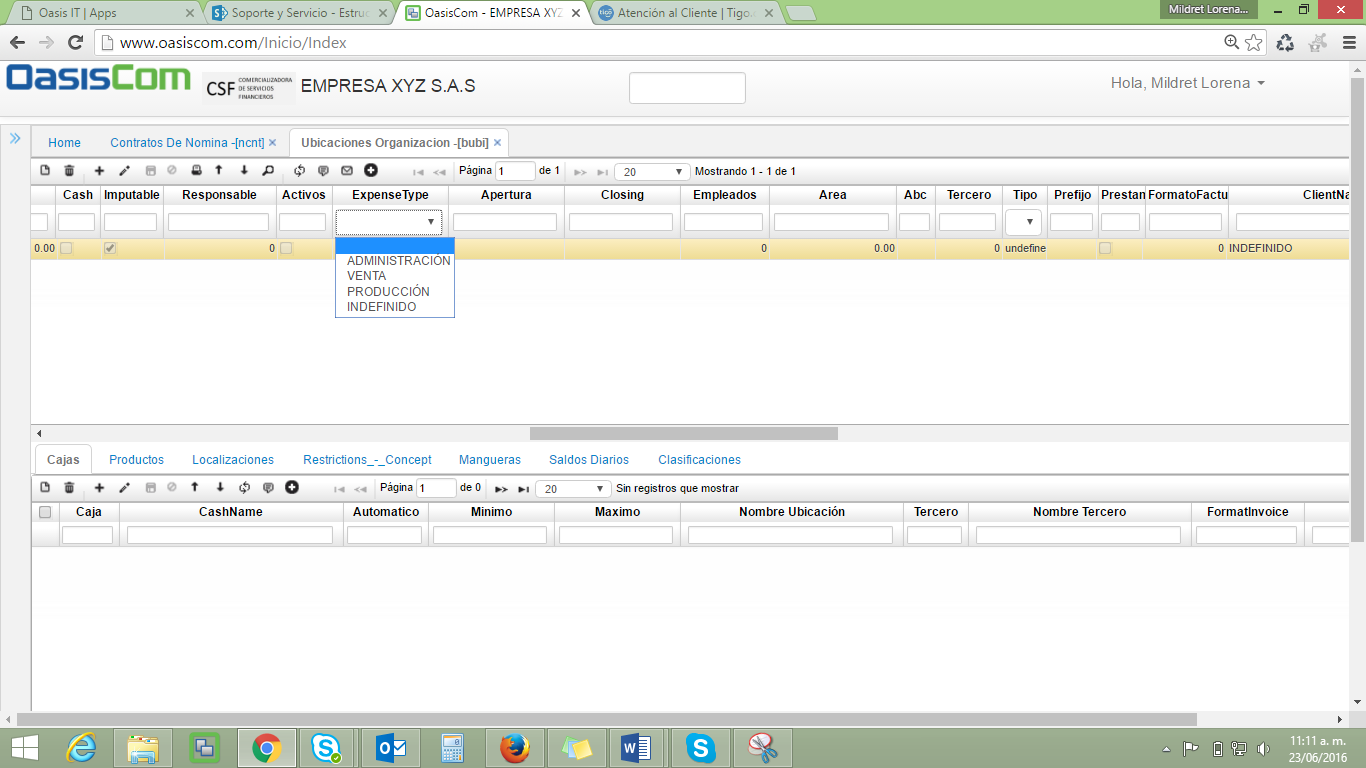 Oasis IT | Apps
Soporte y Servicio - Estruc
OasisCom - EMPRESA XYZ
Atención al Cliente | Tigo.
Mildret Lorena...
www.oasiscom.com/Inicio/Index
OasisCom
CSF COMERCIALIZADORA DE SERVICIOS FINANCIEROS
EMPRESA XYZ S.A.S
Hola, Mildret Lorena
Home
Contratos De Nomina -[ncnt]
Ubicaciones Organizacion -[bubi]
Página 1 de 1
20
Mostrando 1 - 1 de 1
Cash Imputable Responsable Activos ExpenseType Apertura Closing Empleados Area Abc Tercero Tipo Prefijo Prestan FormatoFactu ClientNa
0.00 0 0 0.00 0 undefine 0 INDEFINIDO
ADMINISTRACIÓN
VENTA
PRODUCCIÓN
INDEFINIDO
Cajas Productos Localizaciones Restrictions_-_Concept Mangueras Saldos Diarios Clasificaciones
Página 1 de 0
20
Sin registros que mostrar
Caja CashName Automatico Minimo Maximo Nombre Ubicación Tercero Nombre Tercero FormatInvoice
11:11 a. m.
23/06/2016